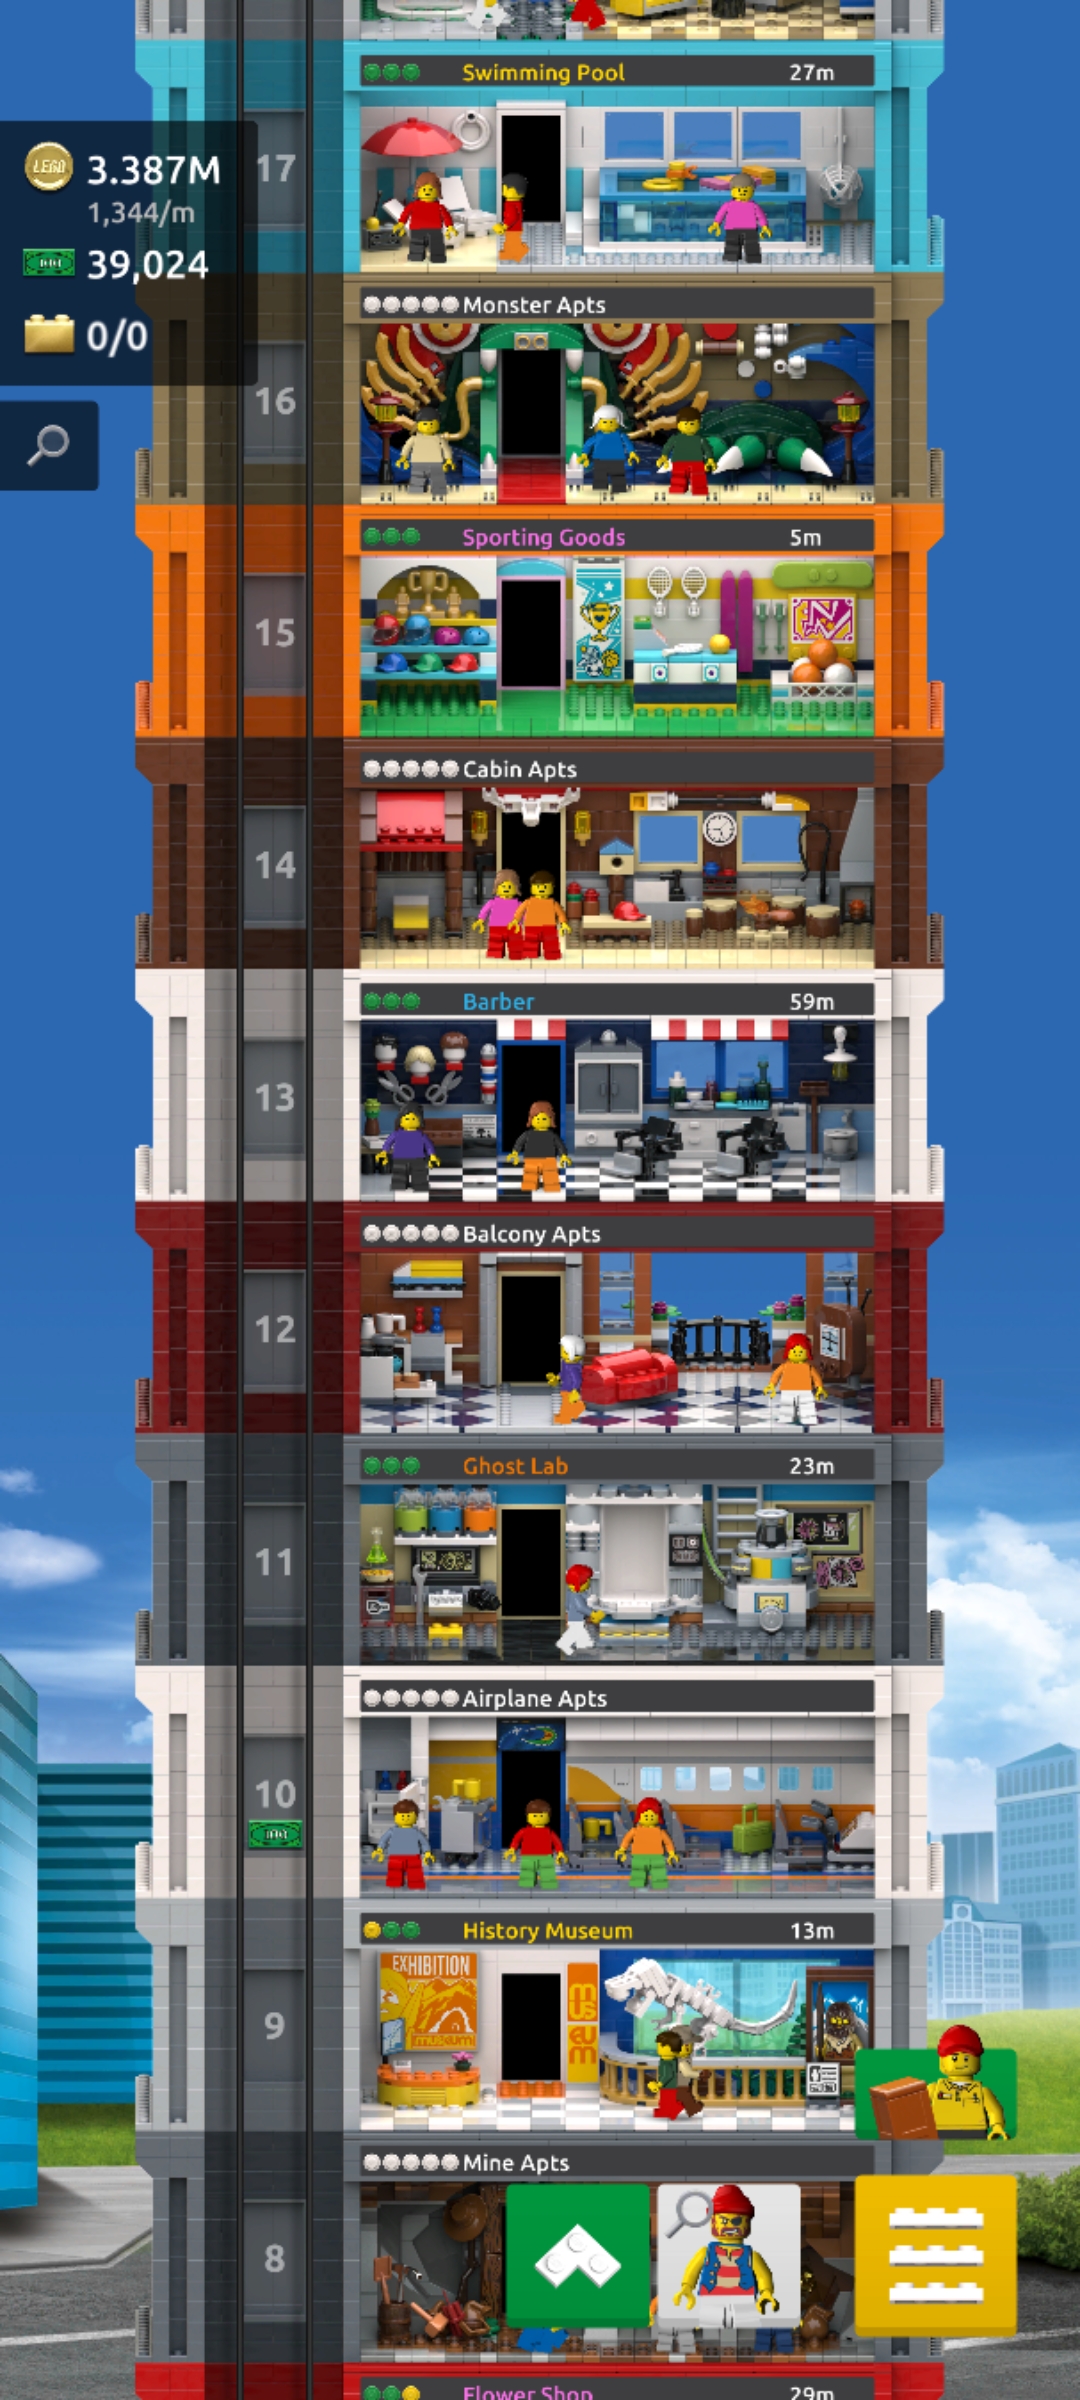 Swimming Pool 27m
17
LEGO 3.387M
1,344/m
39,024
0/0
Monster Apts
16
Sporting Goods 5m
15
Cabin Apts
14
Barber 59m
13
Balcony Apts
12
Ghost Lab 23m
11
Airplane Apts
10
History Museum 13m
EXHIBITION
museum
MUSEUM
9
Mine Apts
8
Flower Shop 29m